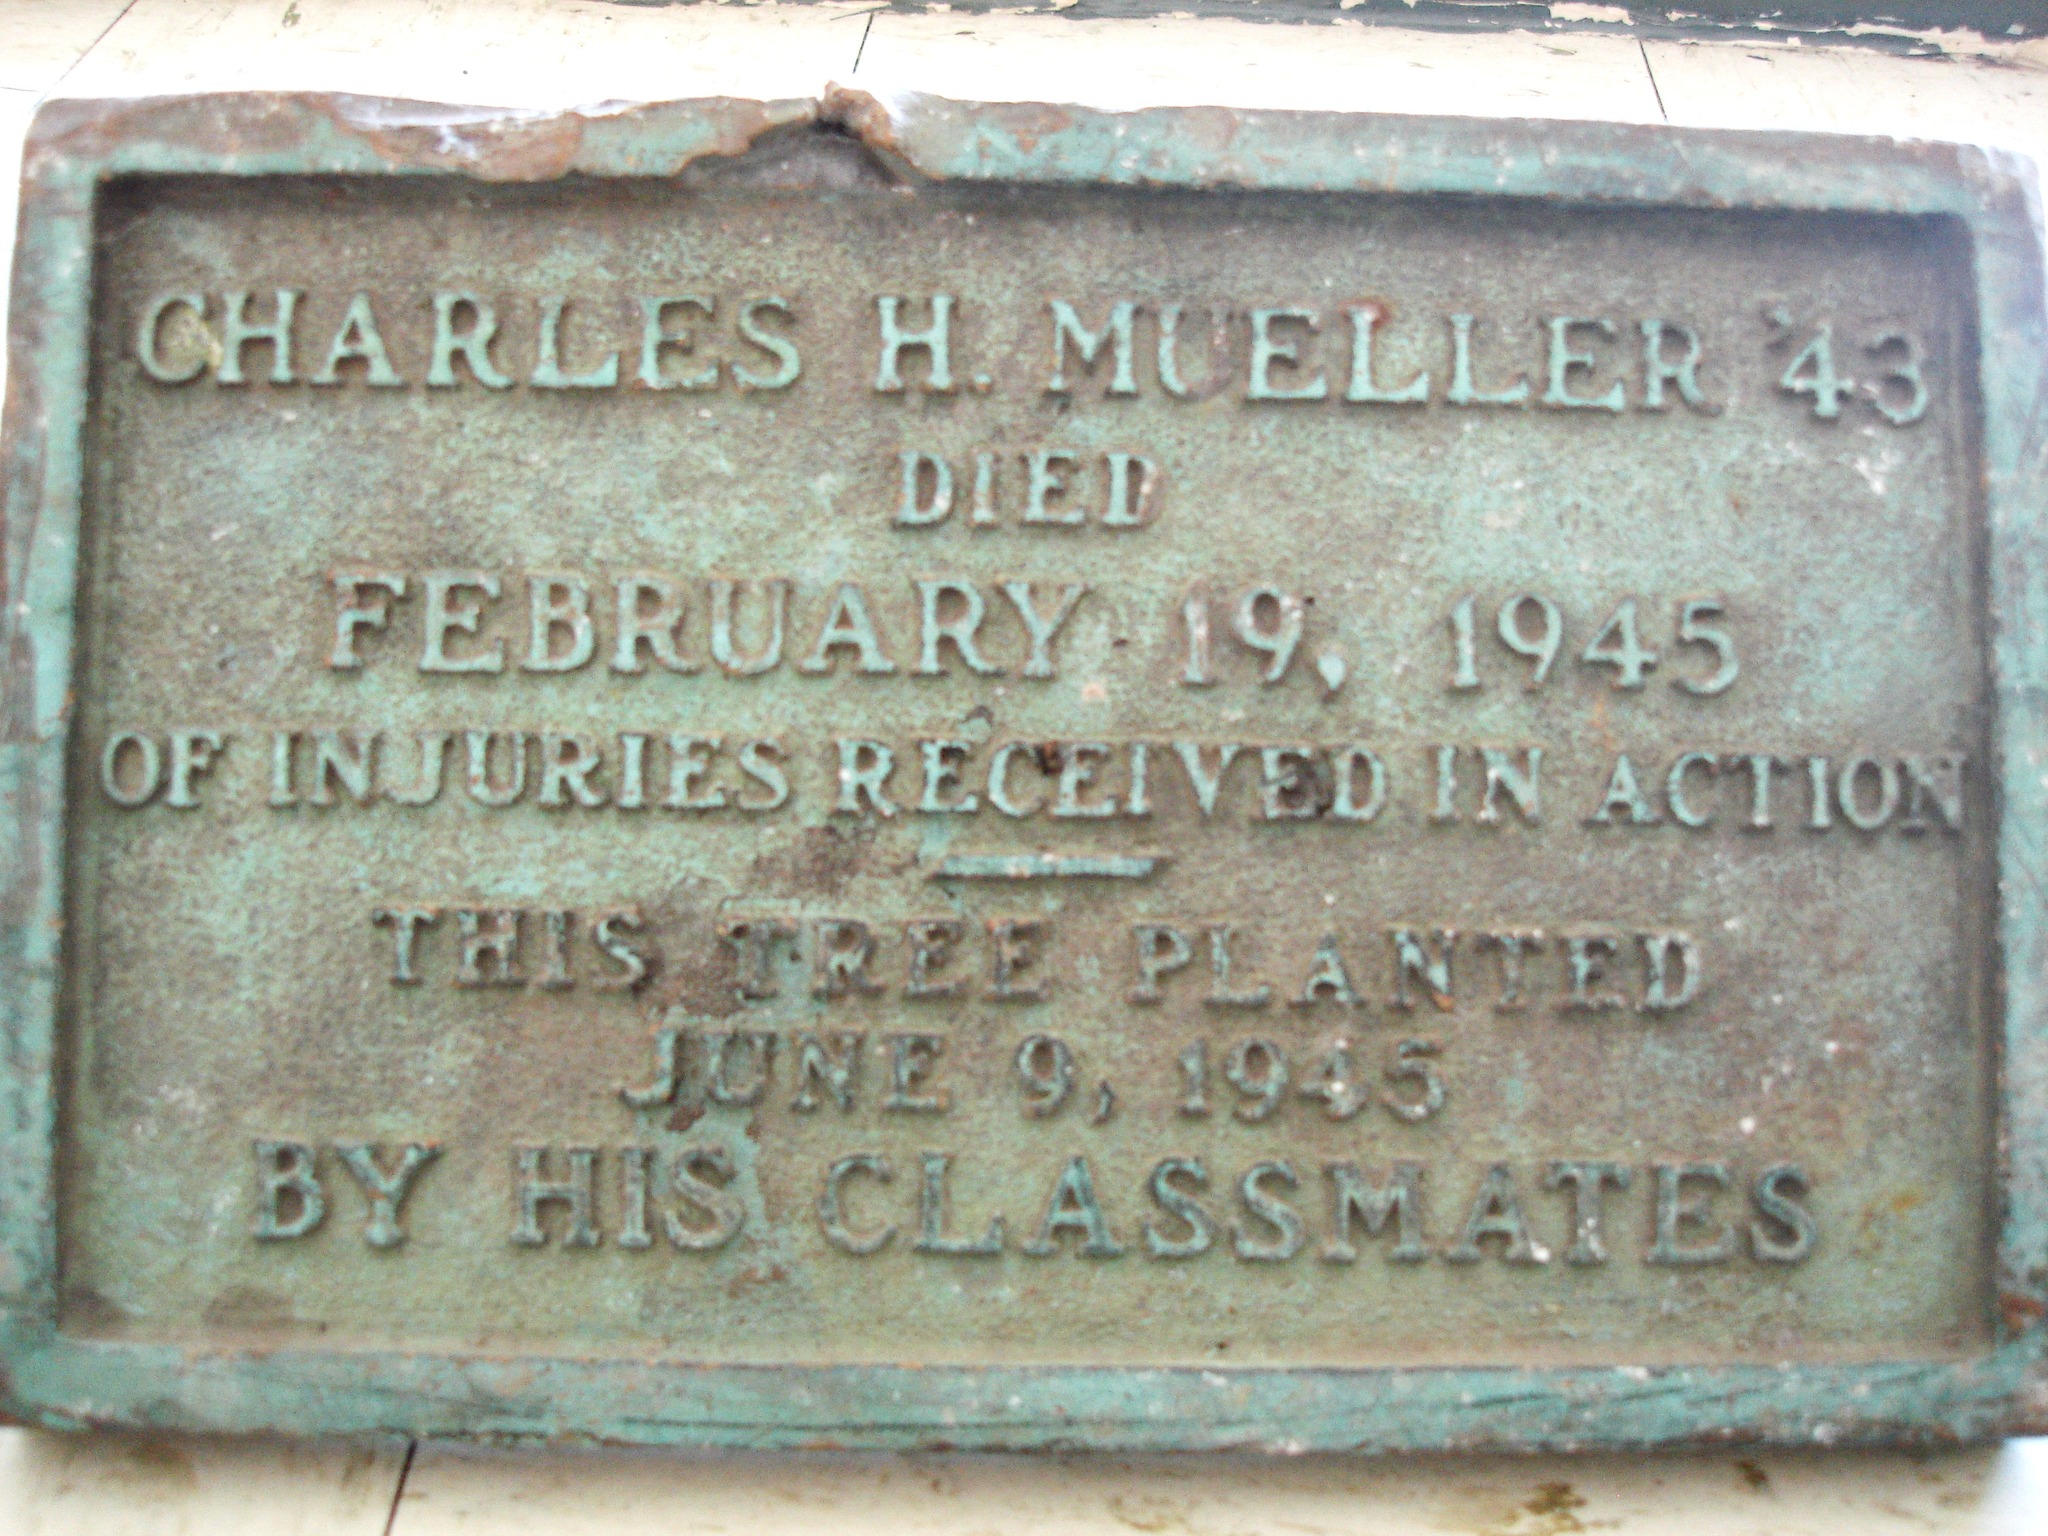 CHARLES H. MUELLER '43
DIED
FEBRUARY 19, 1945
OF INJURIES RECEIVED IN ACTION
THIS TREE PLANTED
JUNE 9, 1945
BY HIS CLASSMATES